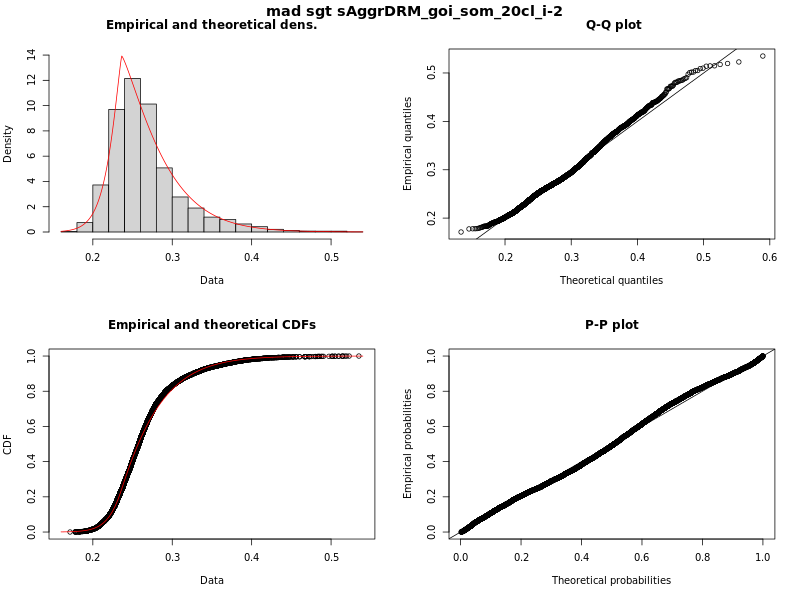 mad sgt sAggrDRM_goi_som_20cl_i-2
Empirical and theoretical dens.
Density
0 2 4 6 8 10 12 14
0.2 0.3 0.4 0.5
Data
Q-Q plot
Empirical quantiles
0.2 0.3 0.4 0.5
0.2 0.3 0.4 0.5 0.6
Theoretical quantiles
Empirical and theoretical CDFs
CDF
0.0 0.2 0.4 0.6 0.8 1.0
0.2 0.3 0.4 0.5
Data
P-P plot
Empirical probabilities
0.0 0.2 0.4 0.6 0.8 1.0
0.0 0.2 0.4 0.6 0.8 1.0
Theoretical probabilities